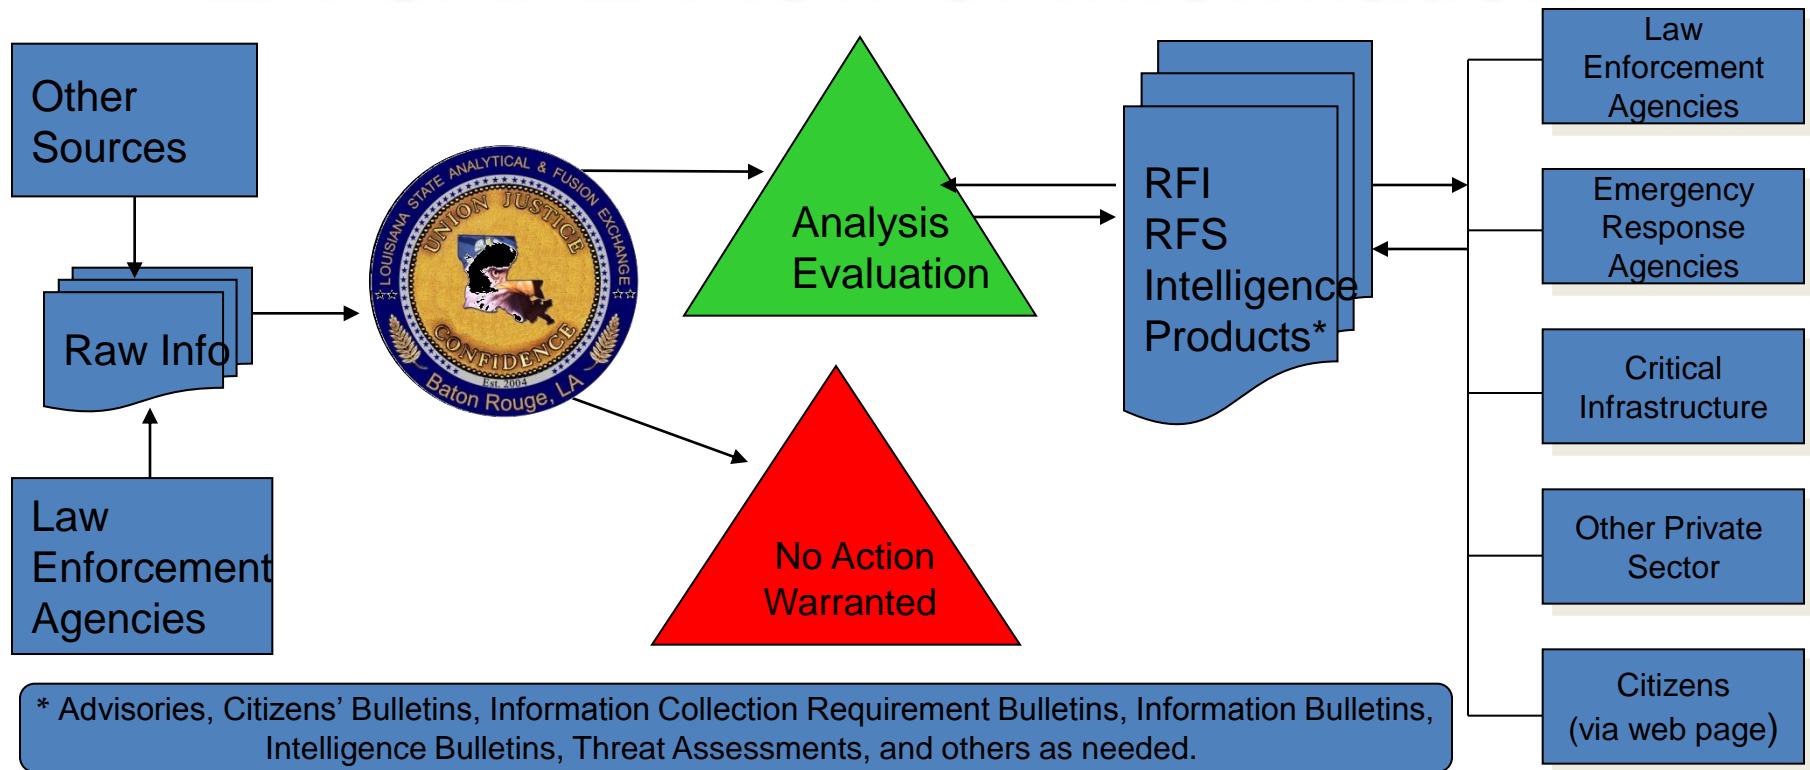 Other
Sources
Raw Info
Law
Enforcement
Agencies
LOUISIANA STATE ANALYTICAL & FUSION EXCHANGE
UNION JUSTICE
CONFIDENCE
Est. 2004
Baton Rouge, LA
Analysis
Evaluation
No Action
Warranted
RFI
RFS
Intelligence
Products*
Law
Enforcement
Agencies
Emergency
Response
Agencies
Critical
Infrastructure
Other Private
Sector
Citizens
(via web page)
* Advisories, Citizens’ Bulletins, Information Collection Requirement Bulletins, Information Bulletins,
Intelligence Bulletins, Threat Assessments, and others as needed.